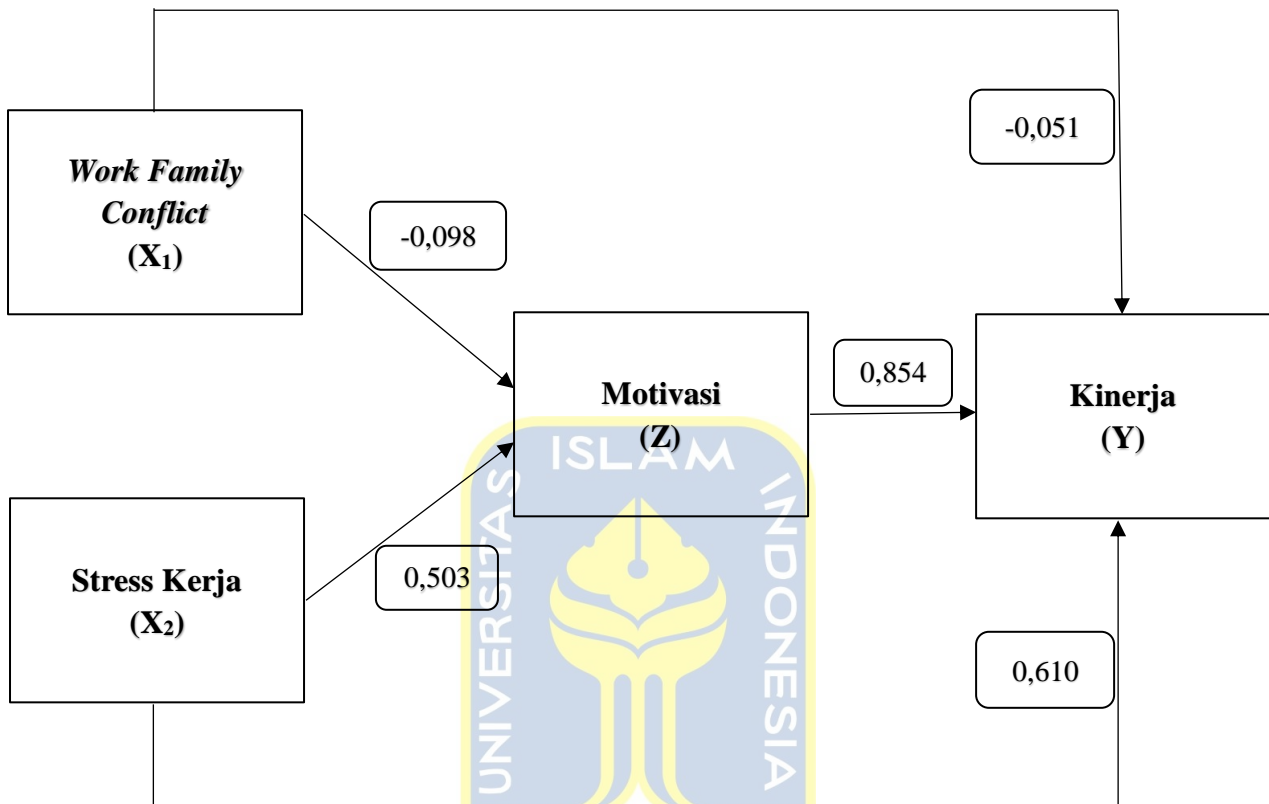 -0,051
Work Family
Conflict
(X₁)
-0,098
Motivasi
(Z)
0,854
Kinerja
(Y)
Stress Kerja
(X₂)
0,503
0,610
UNIVERSITAS
ISLAM
INDONESIA